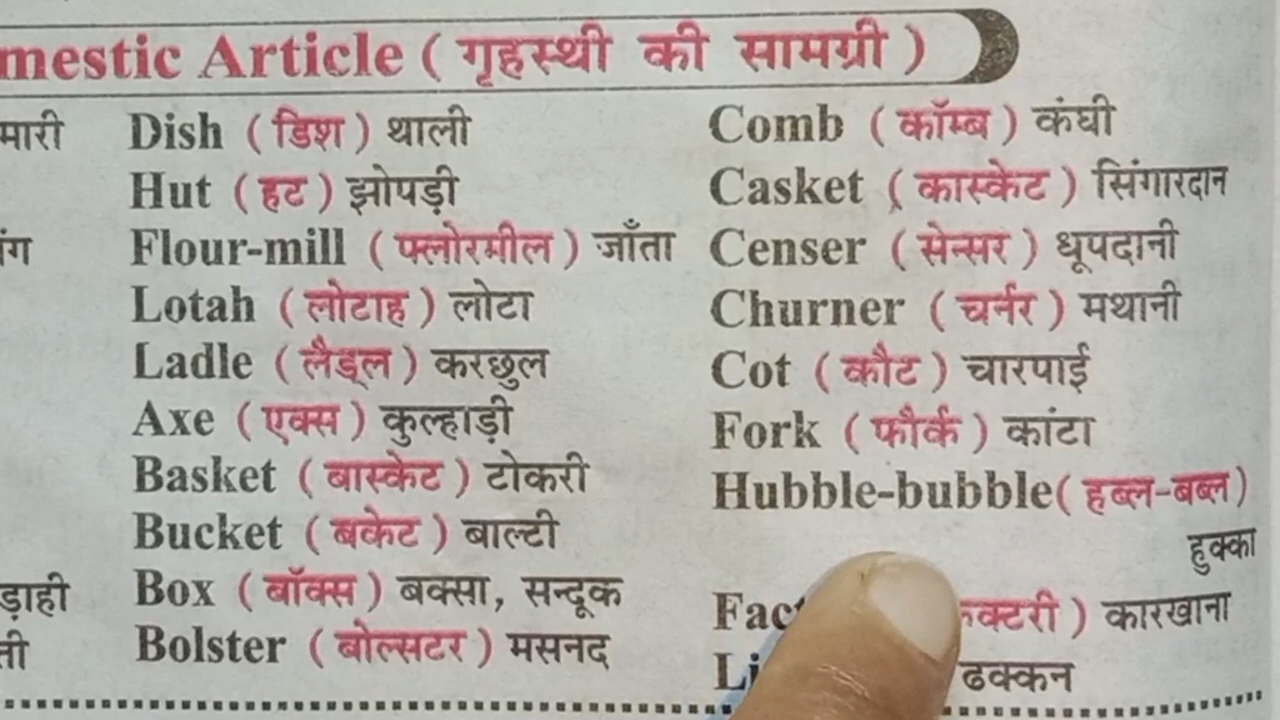 mestic Article ( गृहस्थी की सामग्री )
मारी
Dish ( डिश ) थाली
Hut ( हट ) झोपड़ी
Flour-mill ( फ्लोरमील ) जाँता
Lotah ( लोटाह ) लोटा
Ladle ( लैड्ल ) करछुल
Axe ( एक्स ) कुल्हाड़ी
Basket ( बास्केट ) टोकरी
Bucket ( बकेट ) बाल्टी
ड़ाही
Box ( बॉक्स ) बक्सा, सन्दूक
Bolster ( बोल्सटर ) मसनद
Comb ( कॉम्ब ) कंघी
Casket ( कास्केट ) सिंगारदान
Censer ( सेन्सर ) धूपदानी
Churner ( चर्नर ) मथानी
Cot ( कौट ) चारपाई
Fork ( फौर्क ) कांटा
Hubble-bubble( हब्ल-बब्ल )
हुक्का
Fac क्टरी ) कारखाना
Li ढक्कन